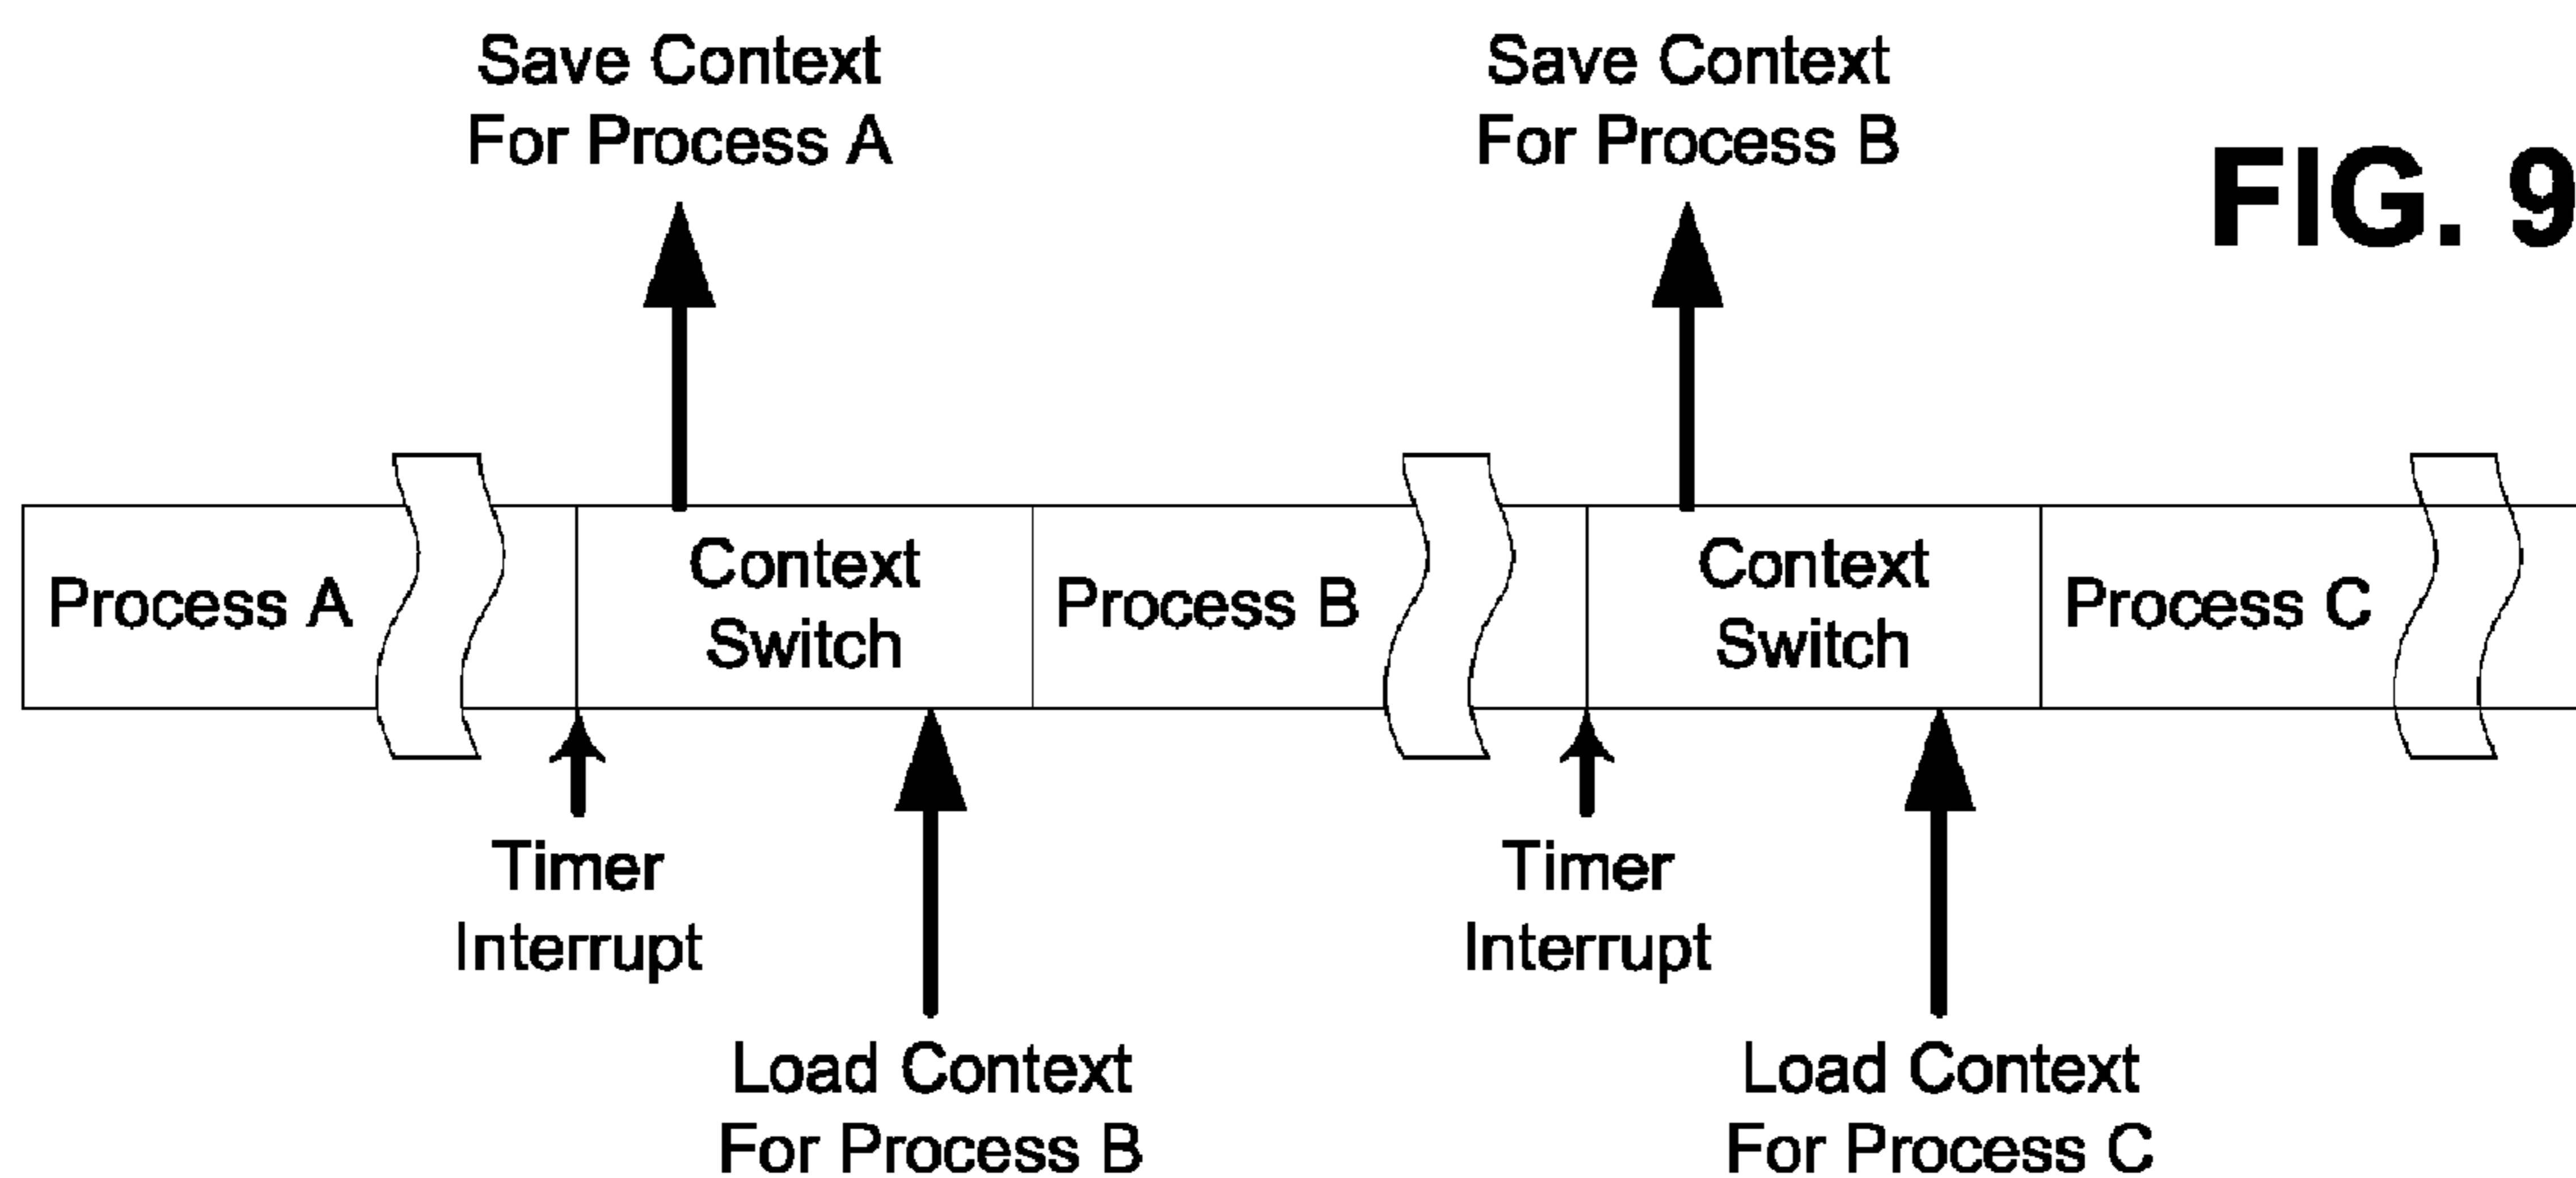 Save Context
For Process A
Save Context
For Process B
FIG. 9
Process A
Context
Switch
Process B
Context
Switch
Process C
Timer
Interrupt
Timer
Interrupt
Load Context
For Process B
Load Context
For Process C